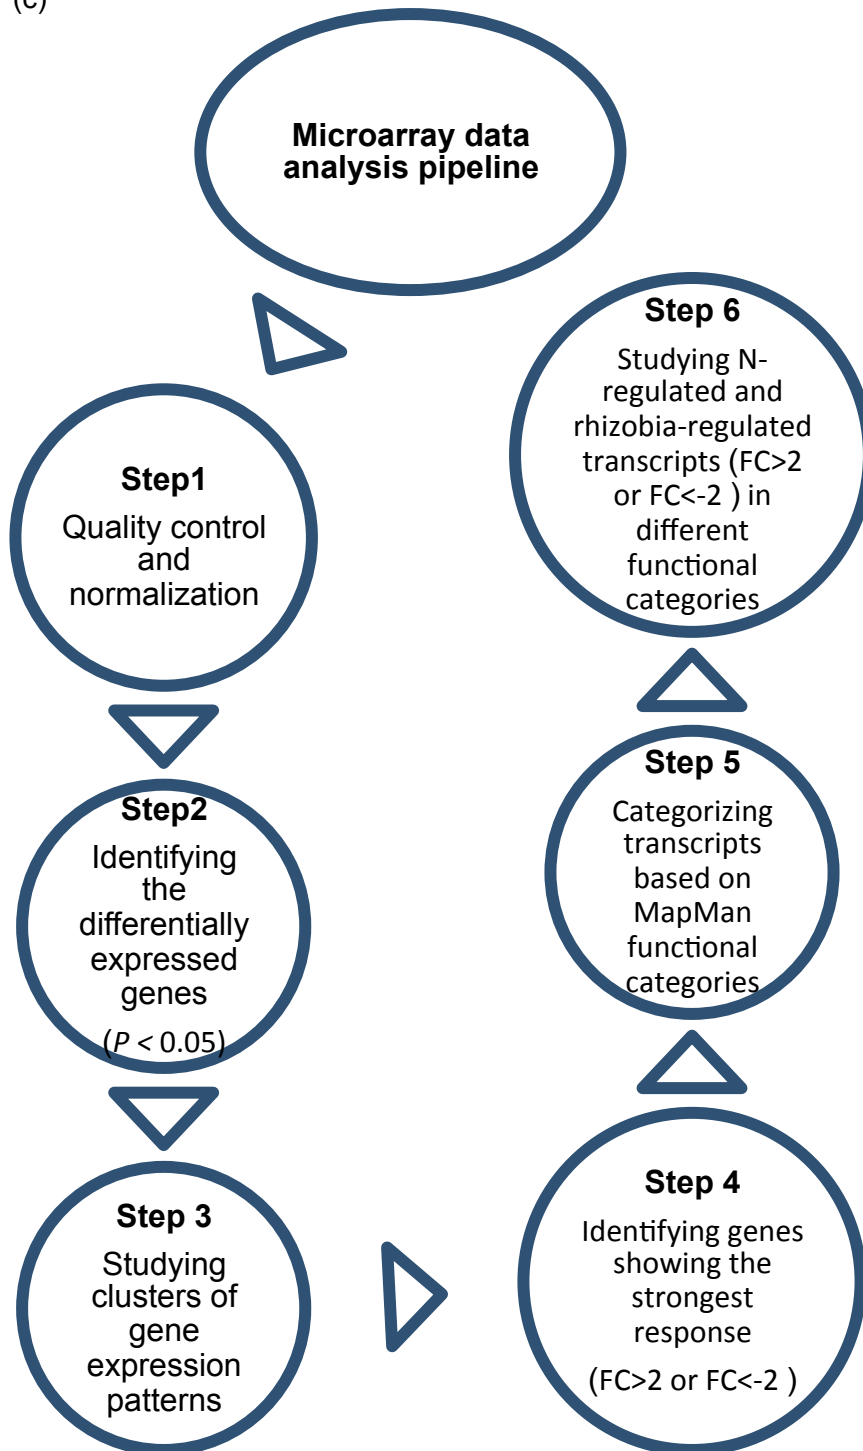 (c)
Microarray data
analysis pipeline
Step1
Quality control
and
normalization
Step2
Identifying
the
differentially
expressed
genes
(P < 0.05)
Step 3
Studying
clusters of
gene
expression
patterns
Step 4
Identifying genes
showing the
strongest
response
(FC>2 or FC<-2 )
Step 5
Categorizing
transcripts
based on
MapMan
functional
categories
Step 6
Studying N-
regulated and
rhizobia-regulated
transcripts (FC>2
or FC<-2 ) in
different
functional
categories